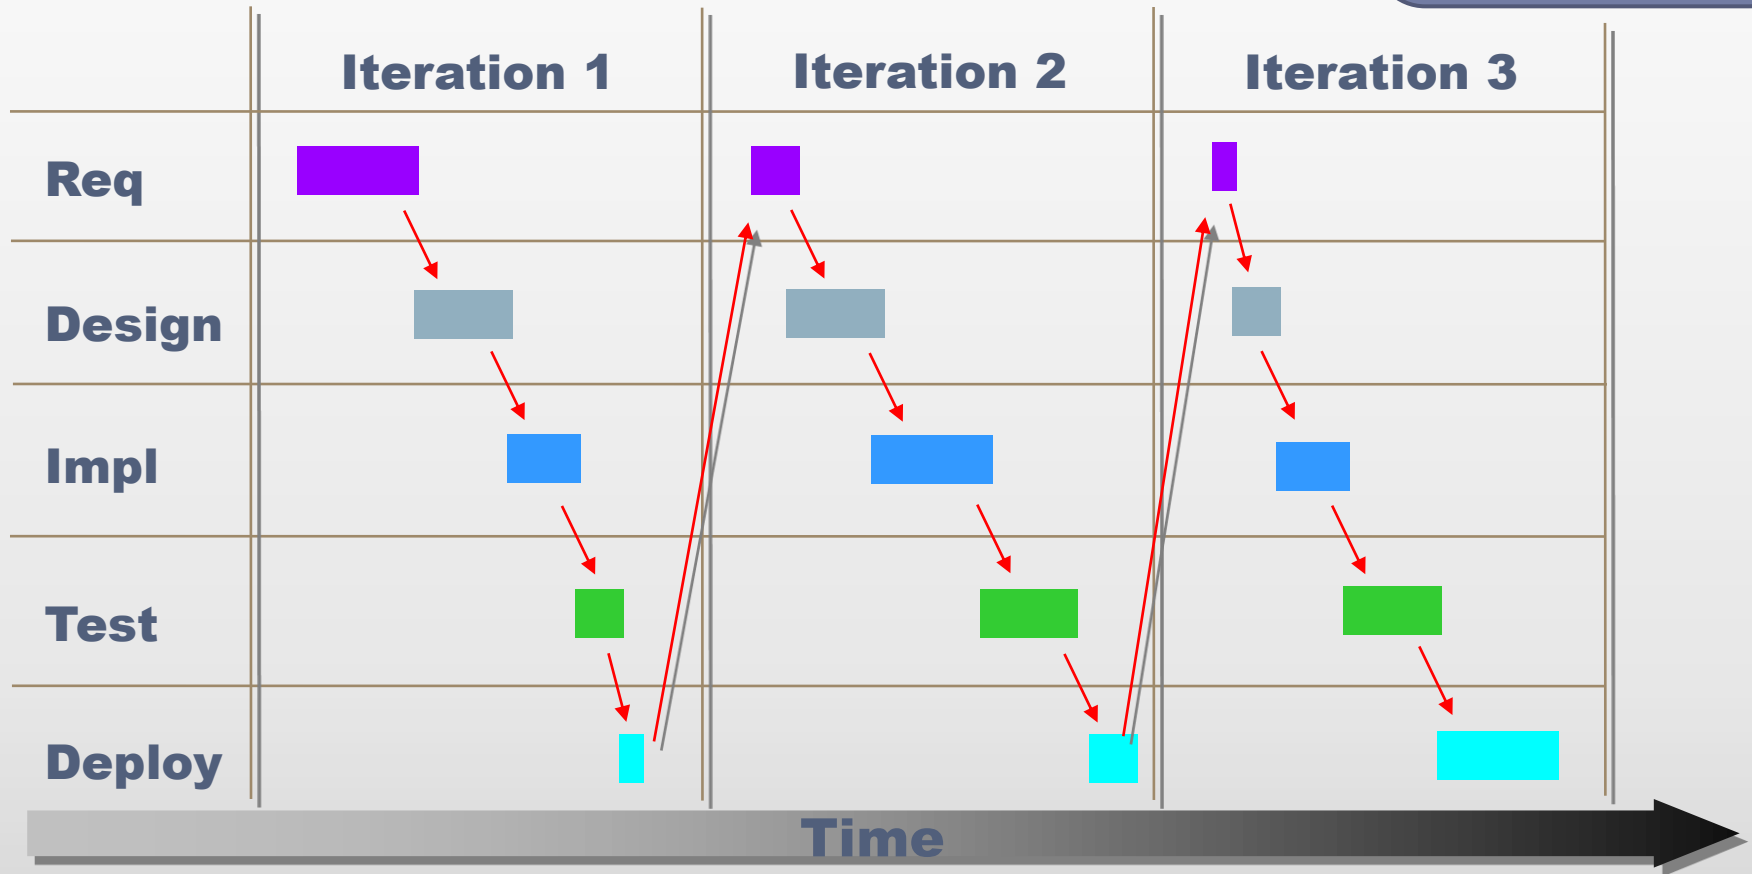 Iteration 1
Iteration 2
Iteration 3
Req
Design
Impl
Test
Deploy
Time